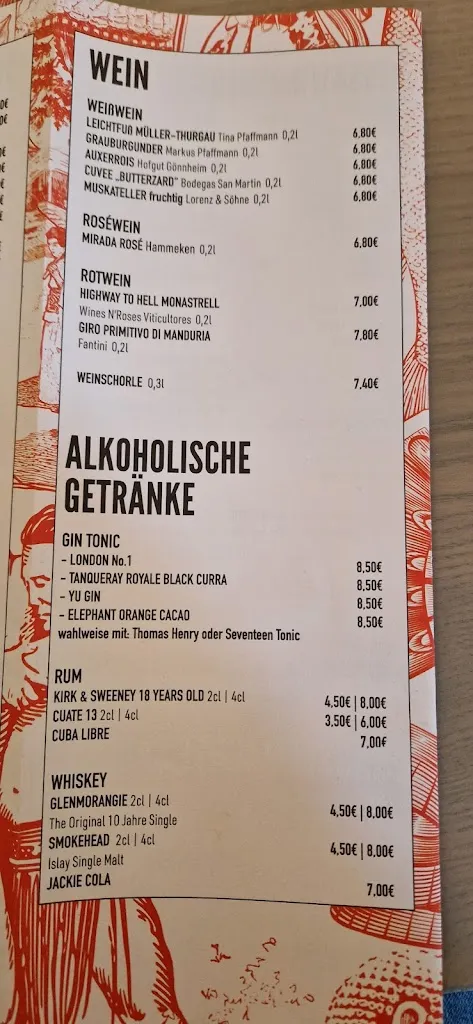 WEIN
WEIßWEIN
LEICHTFUß MÜLLER-THURGAU Tina Pfaffmann 0,2l 6,80€
GRAUBURGUNDER Markus Pfaffmann 0,2l 6,80€
AUXERROIS Hofgut Gönnheim 0,2l 6,80€
CUVEE „BUTTERZARD" Bodegas San Martin 0,2l 6,80€
MUSKATELLER fruchtig Lorenz & Söhne 0,2l 6,80€
ROSÉWEIN
MIRADA ROSÉ Hammeken 0,2l 6,80€
ROTWEIN
HIGHWAY TO HELL MONASTRELL 7,00€
Wines N'Roses Viticultores 0,2l
GIRO PRIMITIVO DI MANDURIA 7,80€
Fantini 0,2l
WEINSCHORLE 0,3l 7,40€
ALKOHOLISCHE
GETRÄNKE
GIN TONIC
- LONDON No.1 8,50€
- TANQUERAY ROYALE BLACK CURRA 8,50€
- YU GIN 8,50€
- ELEPHANT ORANGE CACAO 8,50€
wahlweise mit: Thomas Henry oder Seventeen Tonic
RUM
KIRK & SWEENEY 18 YEARS OLD 2cl | 4cl 4,50€ | 8,00€
CUATE 13 2cl | 4cl 3,50€ | 6,00€
CUBA LIBRE 7,00€
WHISKEY
GLENMORANGIE 2cl | 4cl 4,50€ | 8,00€
The Original 10 Jahre Single
SMOKEHEAD 2cl | 4cl 4,50€ | 8,00€
Islay Single Malt
JACKIE COLA 7,00€